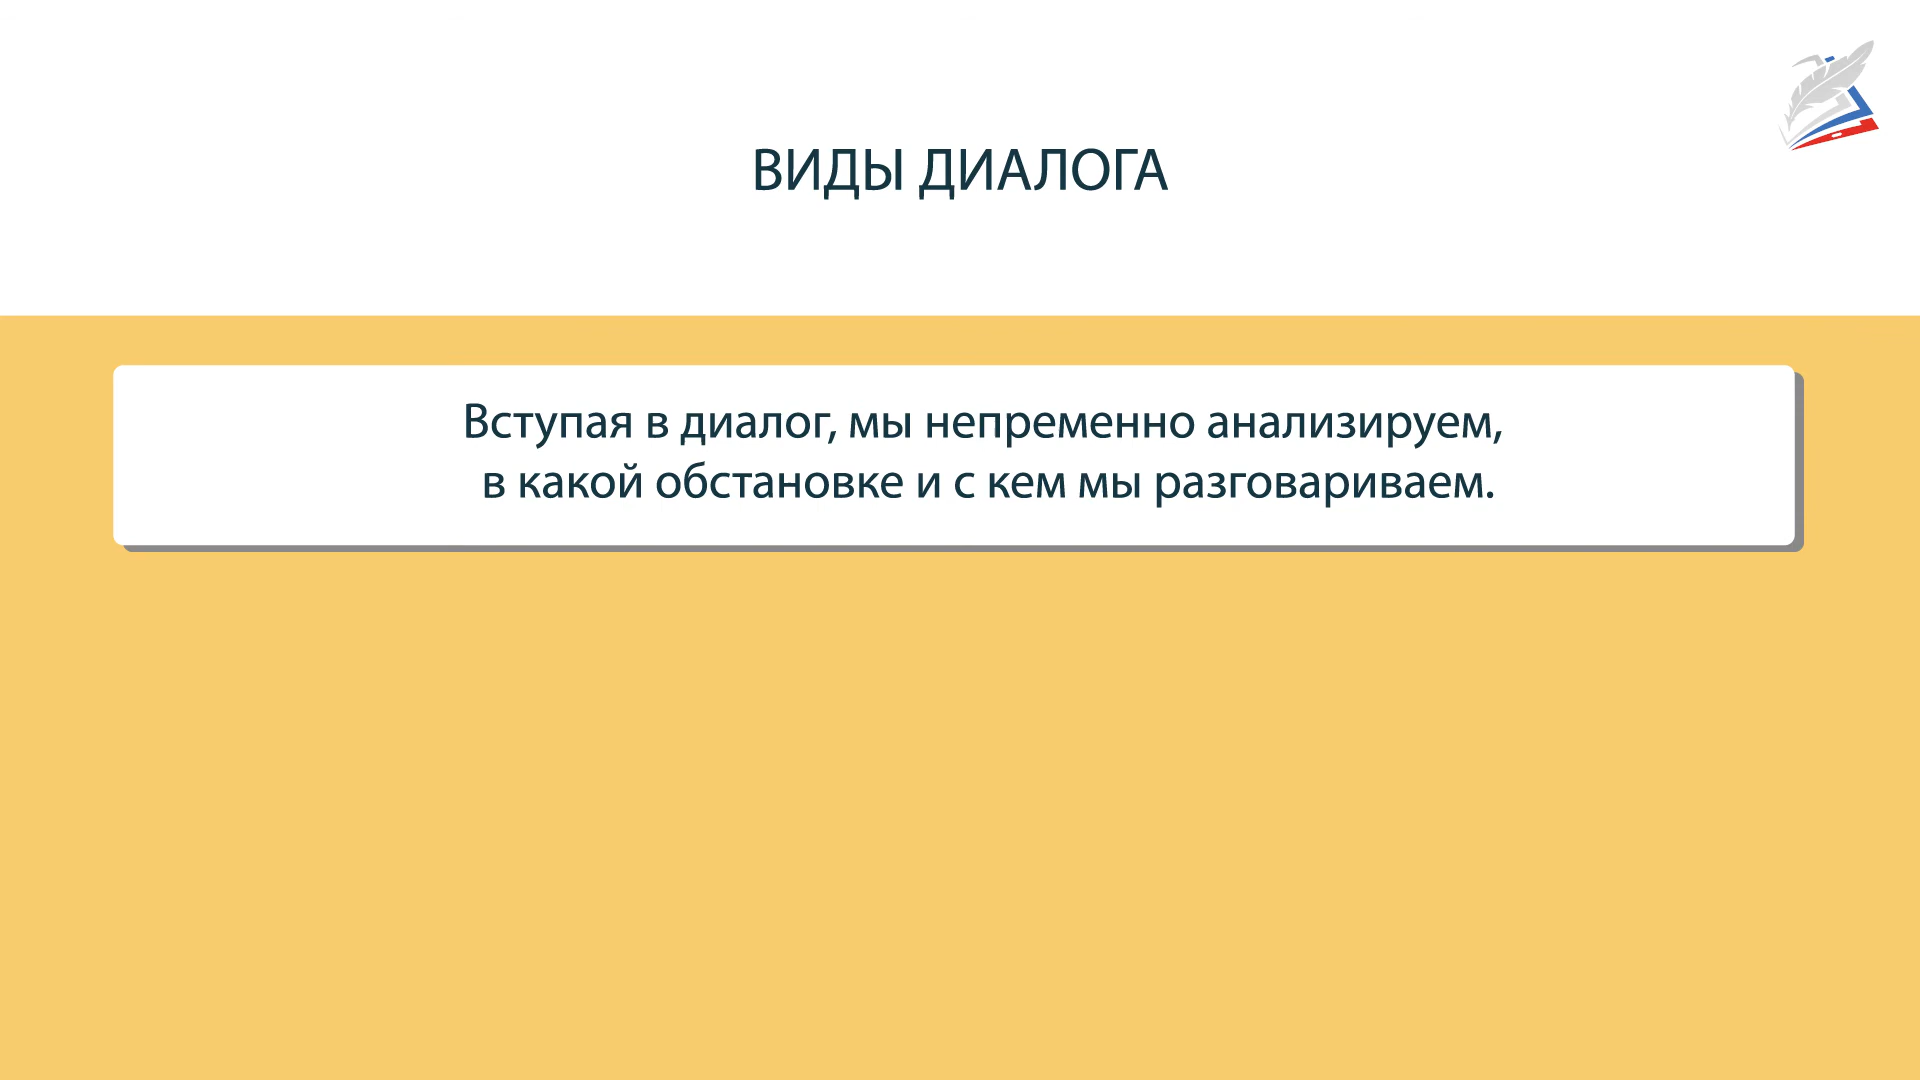 ВИДЫ ДИАЛОГА
Вступая в диалог, мы непременно анализируем,
в какой обстановке и с кем мы разговариваем.